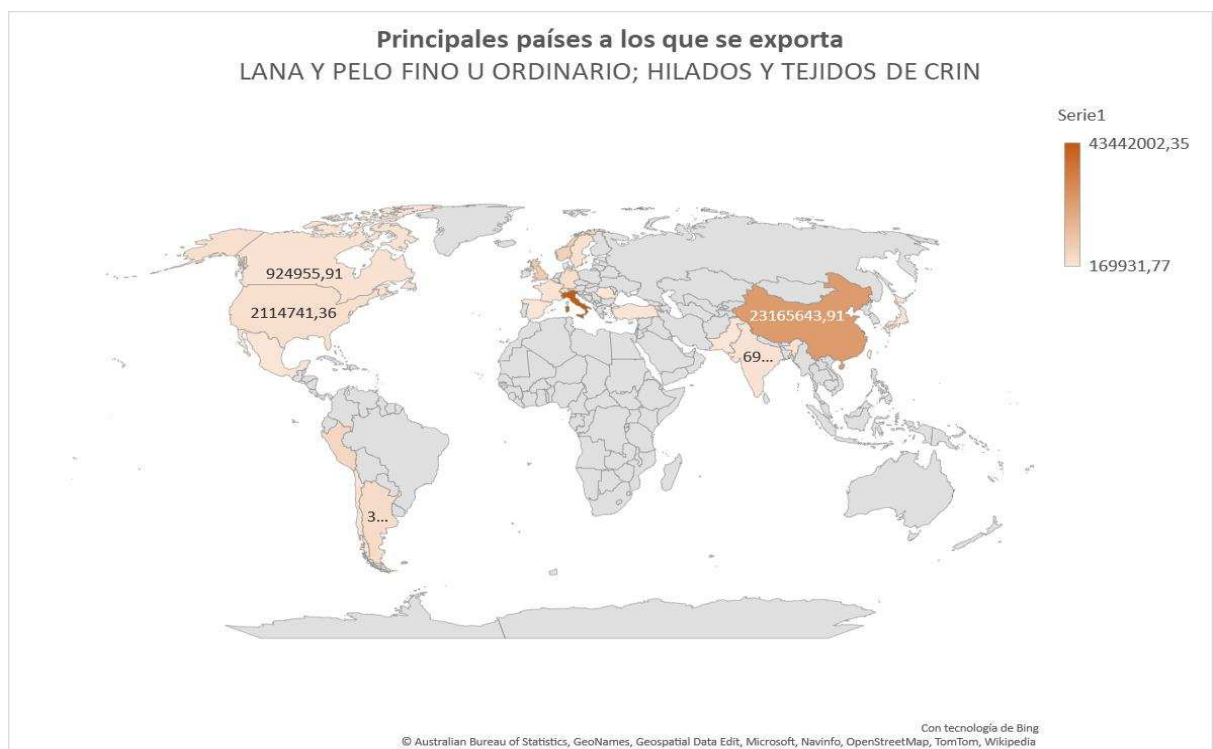 Principales países a los que se exporta
LANA Y PELO FINO U ORDINARIO; HILADOS Y TEJIDOS DE CRIN
Serie1
43442002,35
169931,77
924955,91
2114741,36
23165643,91
69...
3...
Con tecnología de Bing
© Australian Bureau of Statistics, GeoNames, Geospatial Data Edit, Microsoft, Navinfo, OpenStreetMap, TomTom, Wikipedia